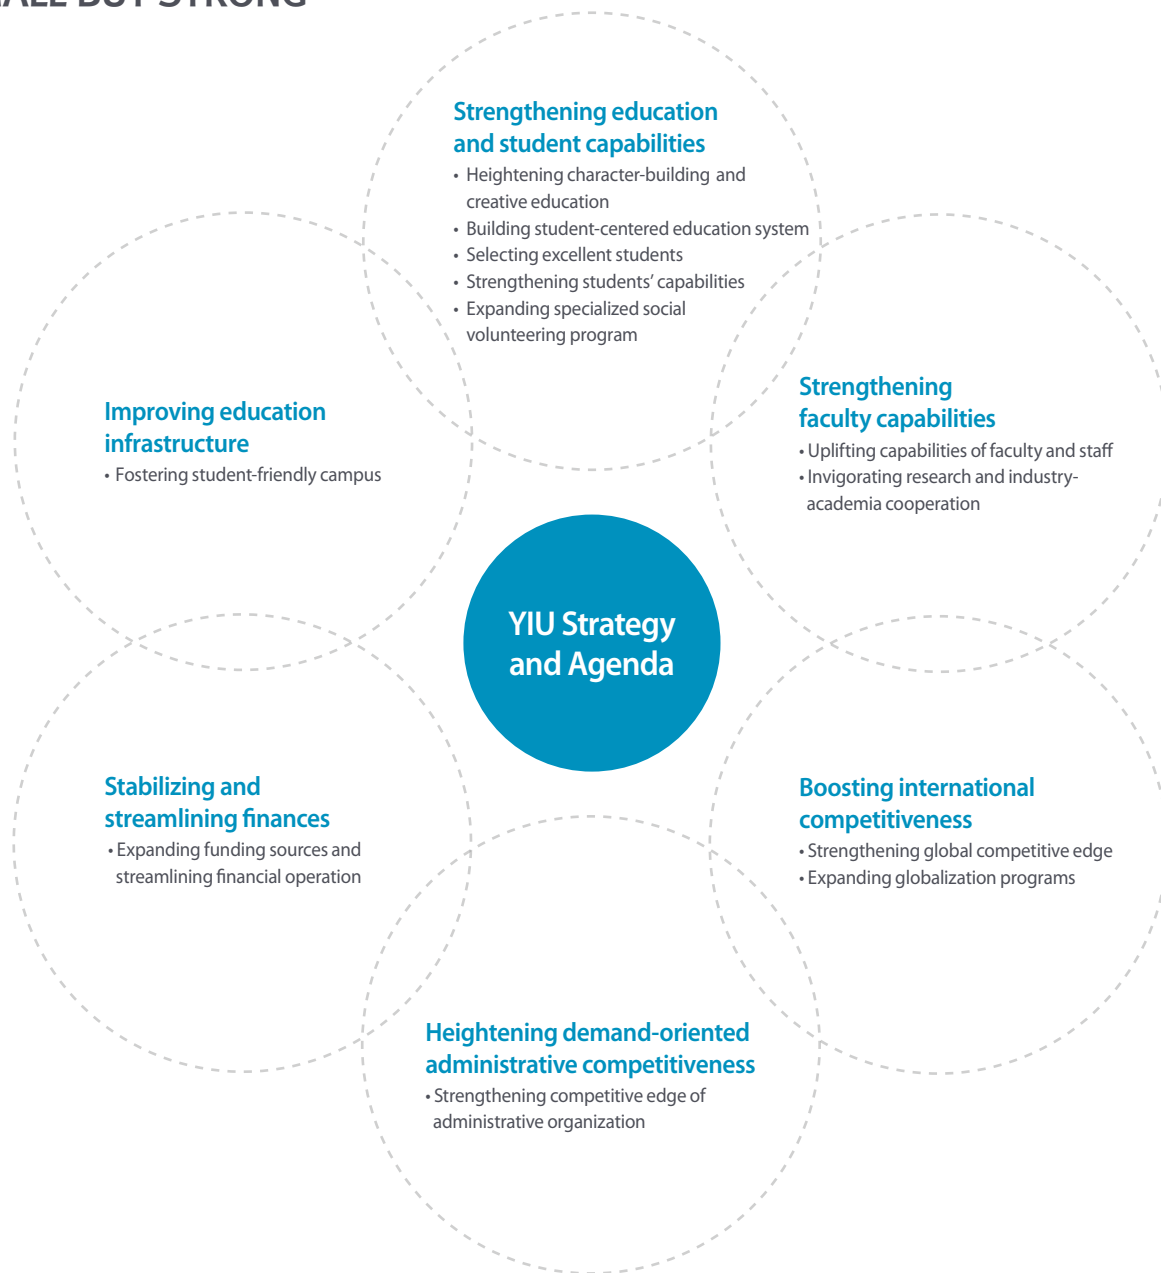 BUT STRONG
Strengthening education
and student capabilities
• Heightening character-building and
creative education
• Building student-centered education system
• Selecting excellent students
• Strengthening students’ capabilities
• Expanding specialized social
volunteering program
Improving education
infrastructure
• Fostering student-friendly campus
Strengthening
faculty capabilities
• Uplifting capabilities of faculty and staff
• Invigorating research and industry-
academia cooperation
YIU Strategy
and Agenda
Stabilizing and
streamlining finances
• Expanding funding sources and
streamlining financial operation
Boosting international
competitiveness
• Strengthening global competitive edge
• Expanding globalization programs
Heightening demand-oriented
administrative competitiveness
• Strengthening competitive edge of
administrative organization